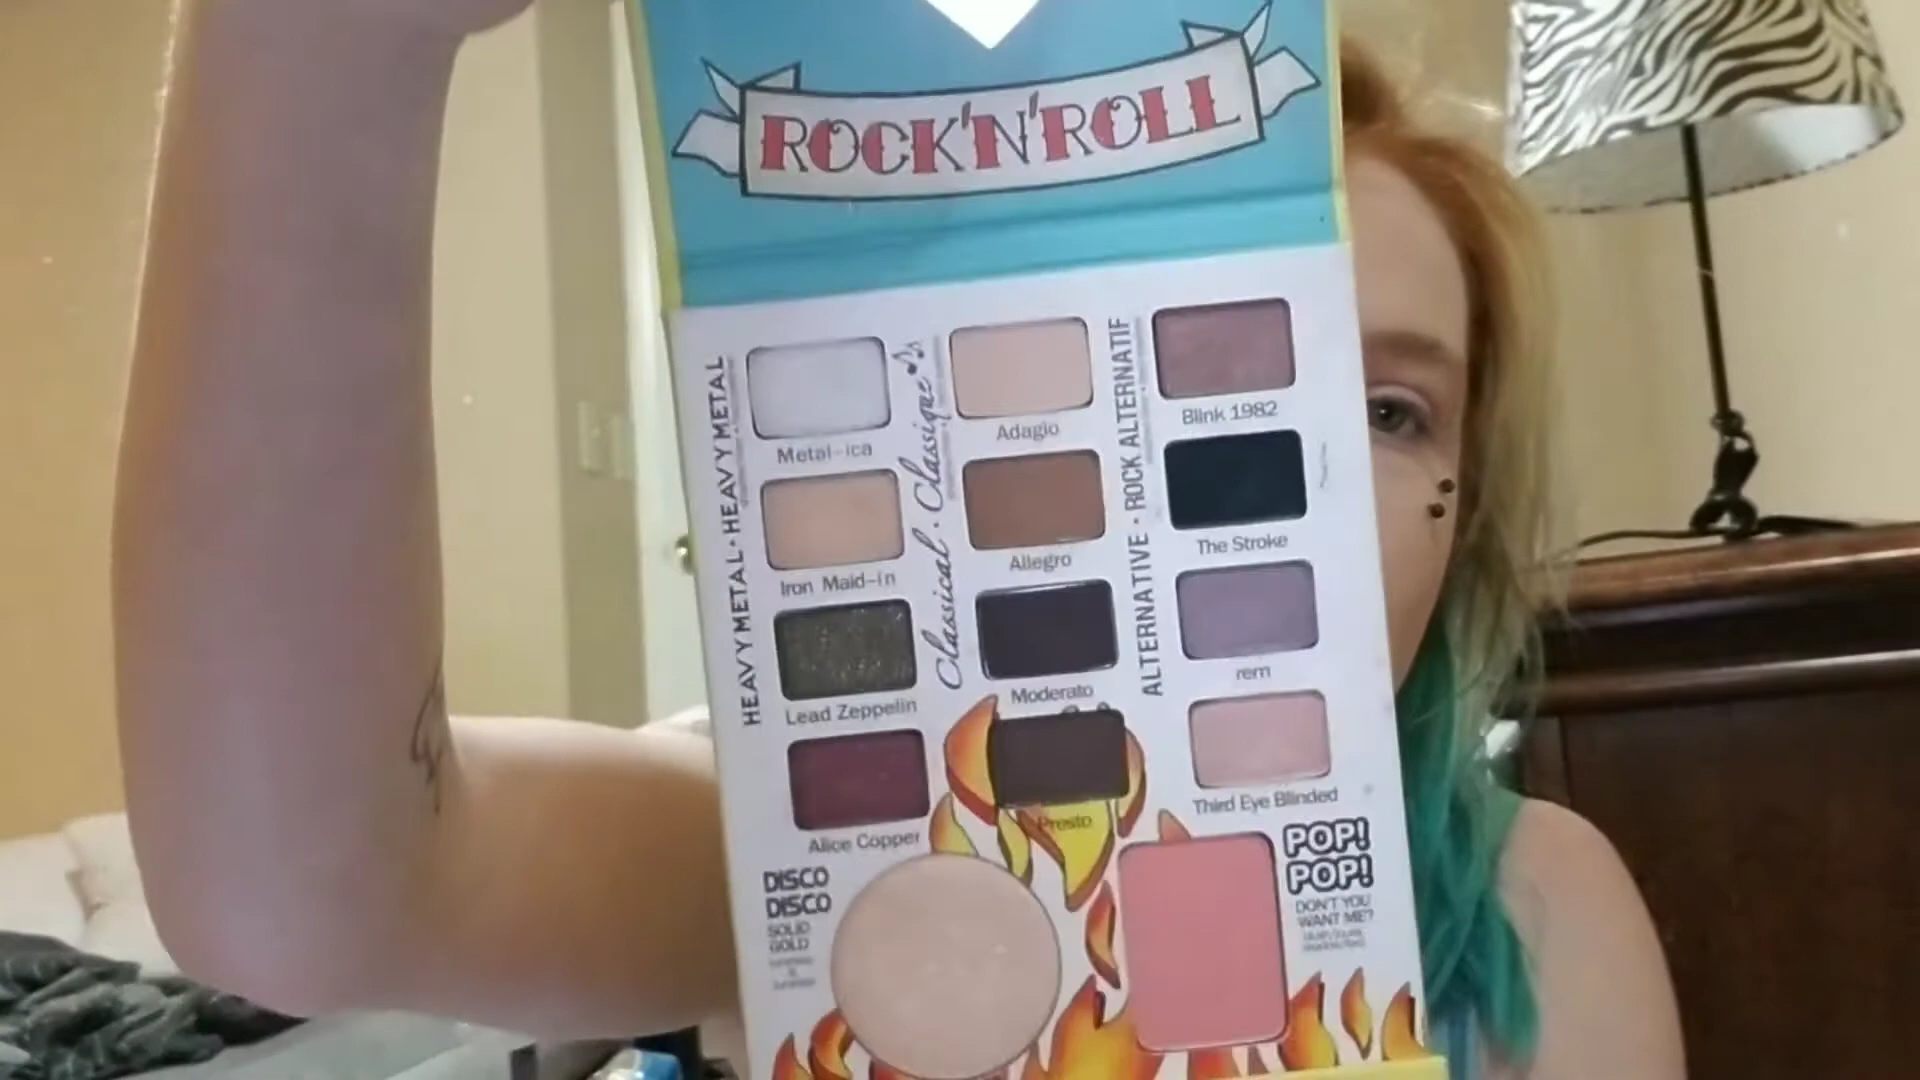 ROCK'N'ROLL
HEAVY METAL · HEAVY METAL
Metal-ica
Iron Maid-in
Lead Zeppelin
Alice Copper
Classical · Classique
Adagio
Allegro
Moderato
Presto
ALTERNATIVE · ROCK ALTERNATIF
Blink 1982
The Stroke
rem
Third Eye Blinded
DISCO
DISCO
SOLID
GOLD
POP!
POP!
DON'T YOU
WANT ME?